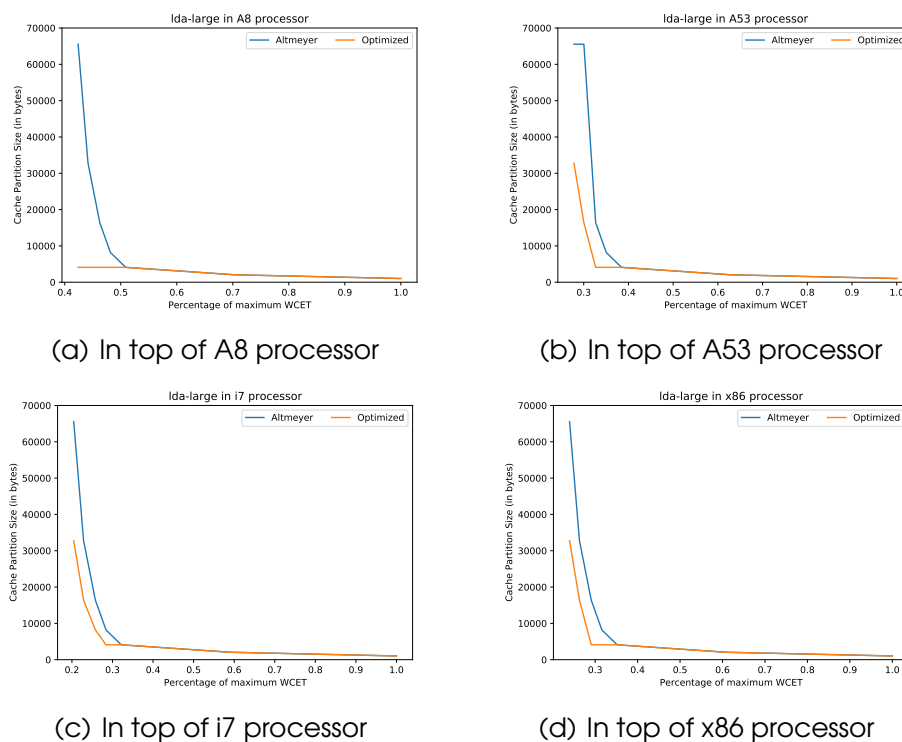 lda-large in A8 processor
70000
60000
50000
40000
30000
20000
10000
0
Cache Partition Size (in bytes)
Altmeyer
Optimized
0.4 0.5 0.6 0.7 0.8 0.9 1.0
Percentage of maximum WCET
(a) In top of A8 processor
lda-large in A53 processor
70000
60000
50000
40000
30000
20000
10000
0
Cache Partition Size (in bytes)
Altmeyer
Optimized
0.3 0.4 0.5 0.6 0.7 0.8 0.9 1.0
Percentage of maximum WCET
(b) In top of A53 processor
lda-large in i7 processor
70000
60000
50000
40000
30000
20000
10000
0
Cache Partition Size (in bytes)
Altmeyer
Optimized
0.2 0.3 0.4 0.5 0.6 0.7 0.8 0.9 1.0
Percentage of maximum WCET
(c) In top of i7 processor
lda-large in x86 processor
70000
60000
50000
40000
30000
20000
10000
0
Cache Partition Size (in bytes)
Altmeyer
Optimized
0.3 0.4 0.5 0.6 0.7 0.8 0.9 1.0
Percentage of maximum WCET
(d) In top of x86 processor